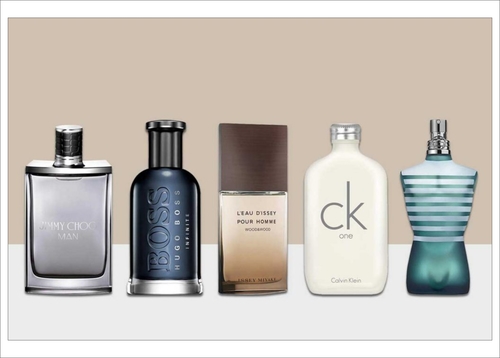 JIMMY CHOO
MAN
BOSS
HUGO BOSS
INFINITE
L'EAU D'ISSEY
POUR HOMME
WOOD&WOOD
ISSEY MIYAKE
ck
one
Calvin Klein